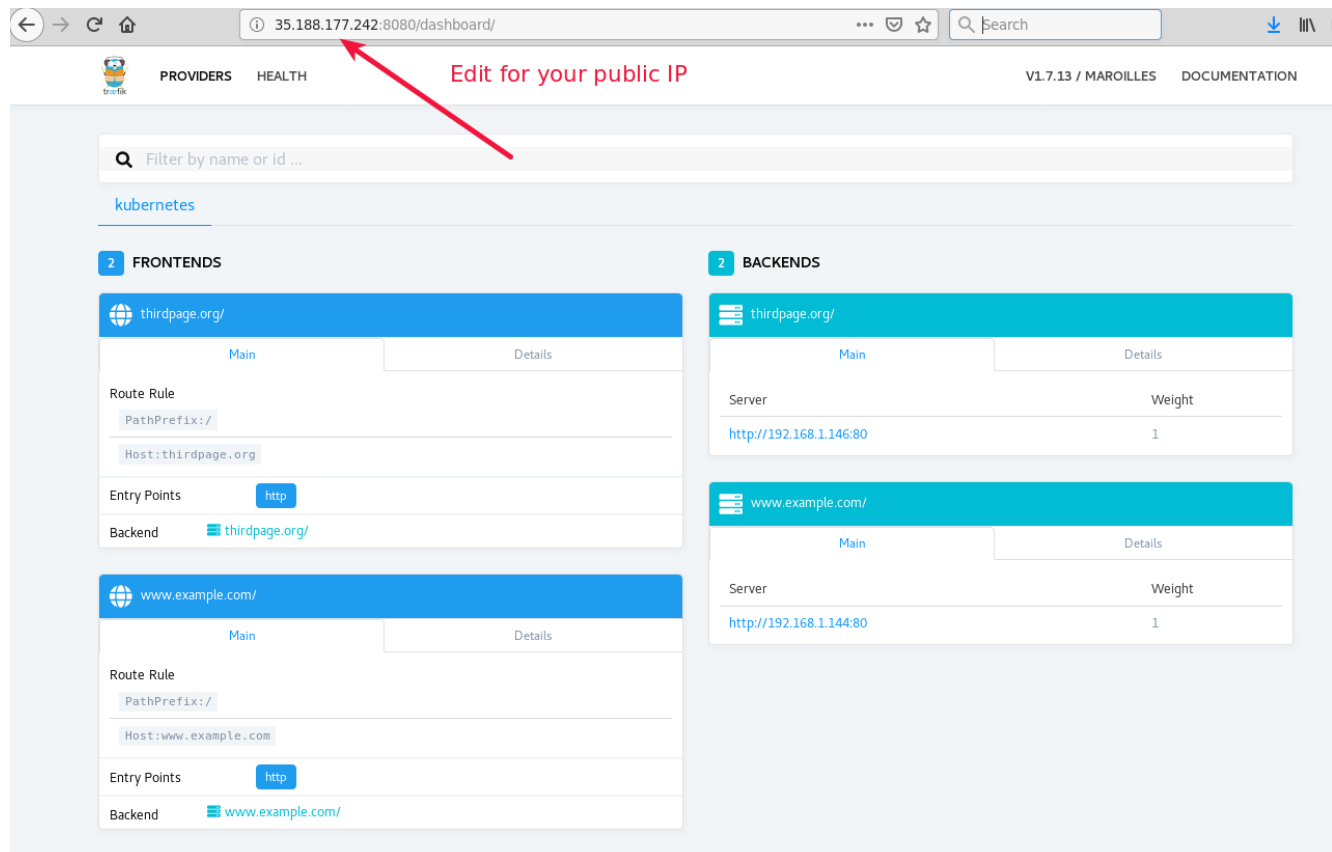 35.188.177.242:8080/dashboard/
Search
træfik
PROVIDERS HEALTH
Edit for your public IP
V1.7.13 / MAROILLES DOCUMENTATION
Filter by name or id ...
kubernetes
2 FRONTENDS
thirdpage.org/
Main Details
Route Rule
PathPrefix:/
Host:thirdpage.org
Entry Points http
Backend thirdpage.org/
www.example.com/
Main Details
Route Rule
PathPrefix:/
Host:www.example.com
Entry Points http
Backend www.example.com/
2 BACKENDS
thirdpage.org/
Main Details
Server Weight
http://192.168.1.146:80 1
www.example.com/
Main Details
Server Weight
http://192.168.1.144:80 1